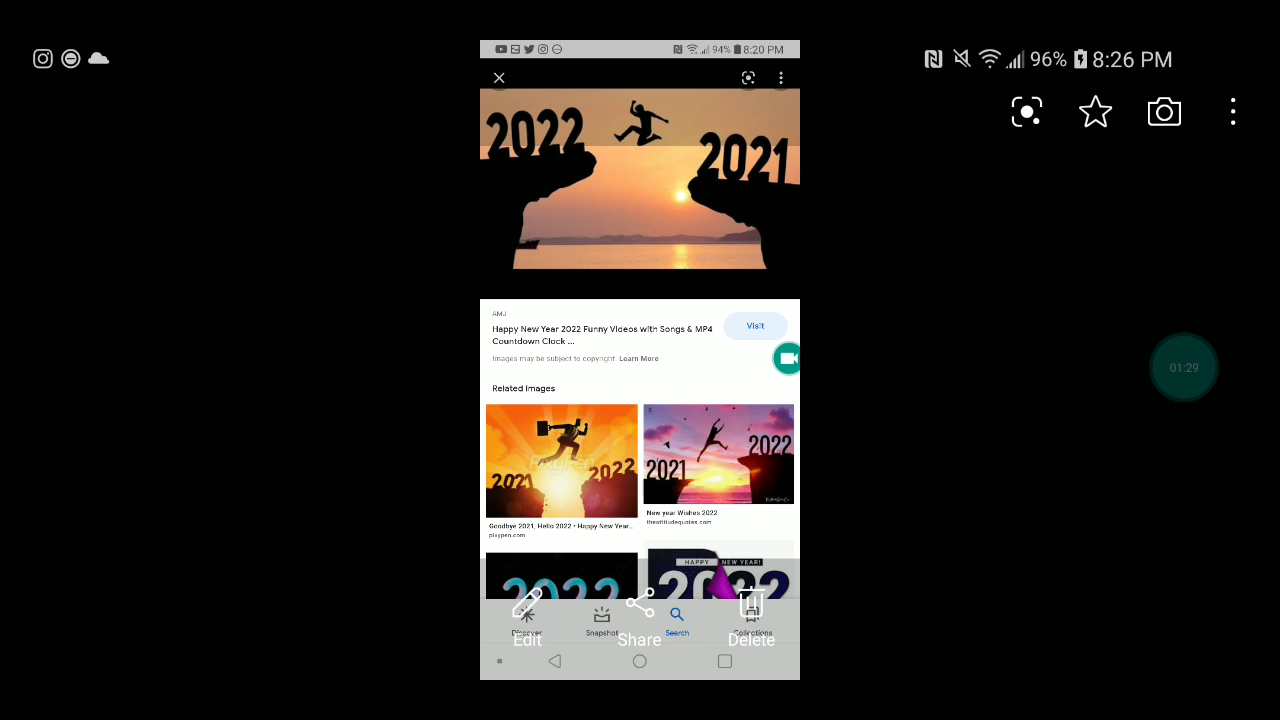 96% 8:26 PM
94% 8:20 PM
2022
2021
AMJ
Happy New Year 2022 Funny Videos with Songs & MP4
Countdown Clock ...
Visit
Images may be subject to copyright. Learn More
01:29
Related Images
2021 2022
2021
2022
Goodbye 2021, Hello 2022 • Happy New Year...
pixypen.com
New year Wishes 2022
theattitudequotes.com
2022
HAPPY NEW YEAR!
2022
Discover
Snapshot
Search
Collections
Edit
Share
Delete